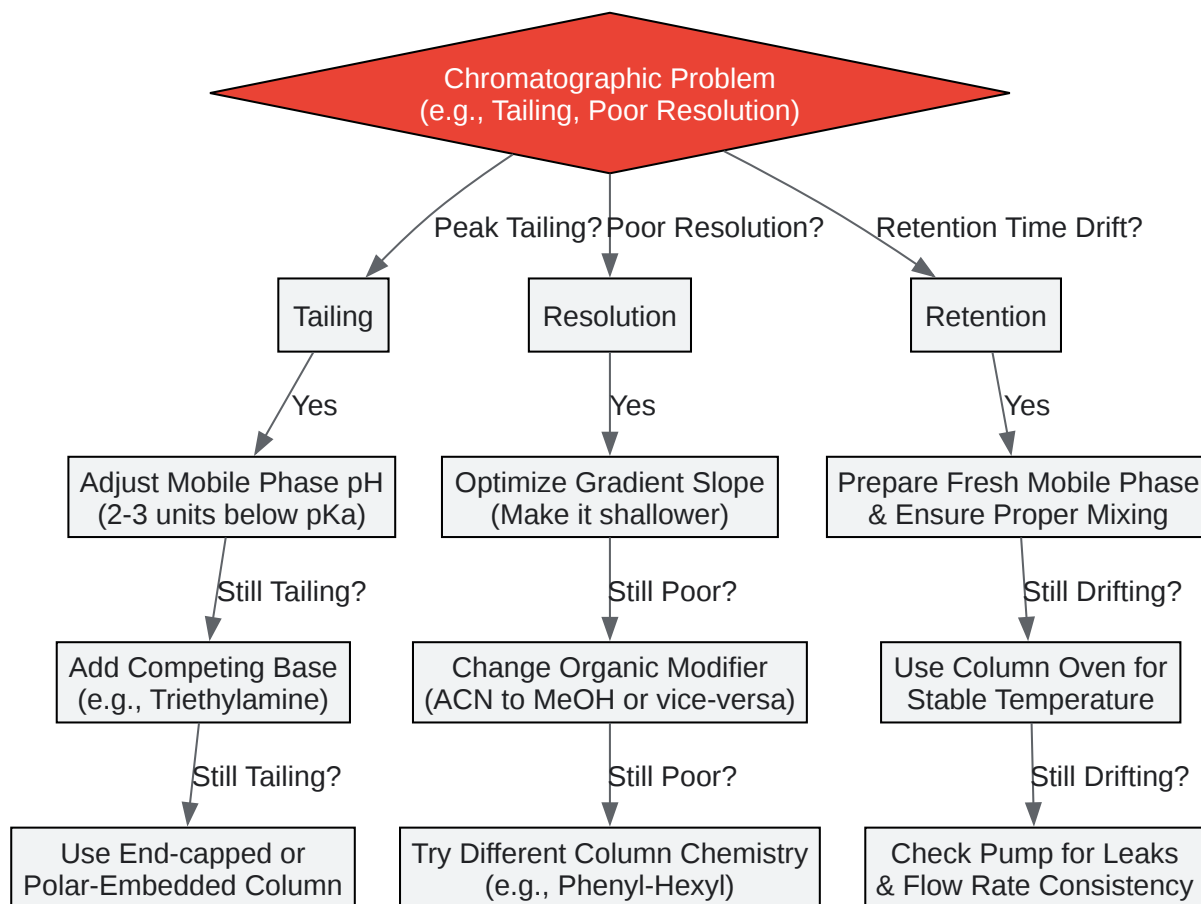 Chromatographic Problem
(e.g., Tailing, Poor Resolution)
Peak Tailing?
Poor Resolution?
Retention Time Drift?
Tailing
Resolution
Retention
Yes
Yes
Yes
Adjust Mobile Phase pH
(2-3 units below pKa)
Optimize Gradient Slope
(Make it shallower)
Prepare Fresh Mobile Phase
& Ensure Proper Mixing
Still Tailing?
Still Poor?
Still Drifting?
Add Competing Base
(e.g., Triethylamine)
Change Organic Modifier
(ACN to MeOH or vice-versa)
Use Column Oven for
Stable Temperature
Still Tailing?
Still Poor?
Still Drifting?
Use End-capped or
Polar-Embedded Column
Try Different Column Chemistry
(e.g., Phenyl-Hexyl)
Check Pump for Leaks
& Flow Rate Consistency